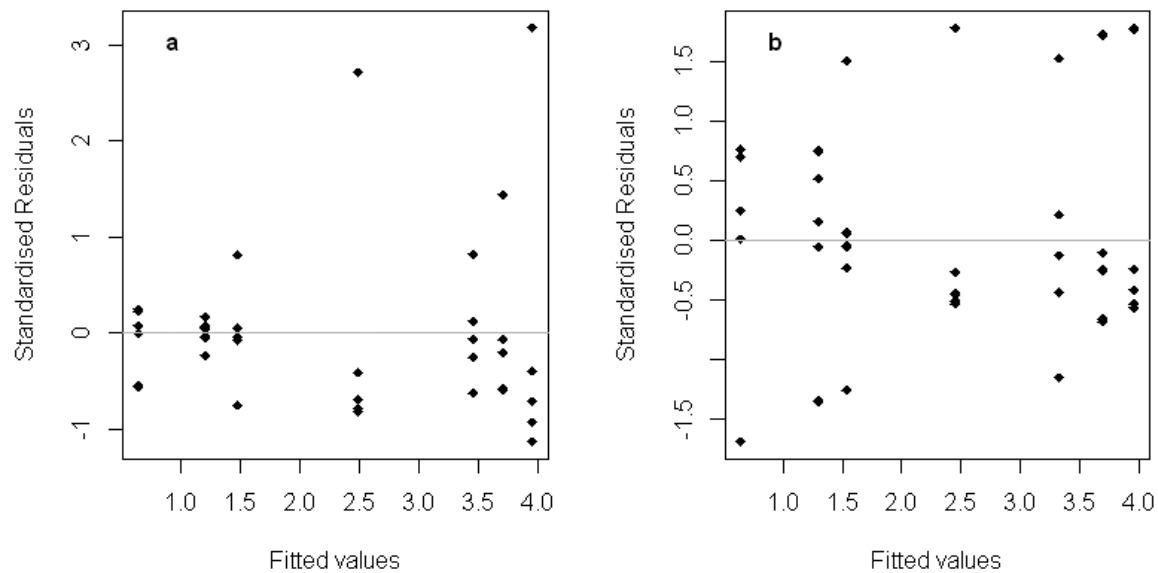 a
Standardised Residuals
3
2
1
0
-1
1.0 1.5 2.0 2.5 3.0 3.5 4.0
Fitted values
b
Standardised Residuals
1.5
1.0
0.5
0.0
-0.5
-1.5
1.0 1.5 2.0 2.5 3.0 3.5 4.0
Fitted values